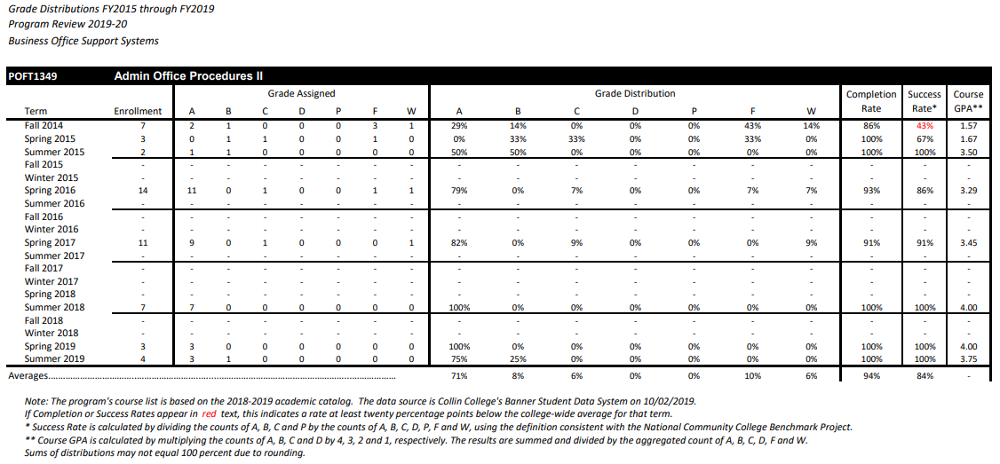 Grade Distributions FY2015 through FY2019
Program Review 2019-20
Business Office Support Systems
POFT1349 Admin Office Procedures II
Grade Assigned Grade Distribution Completion Success Course
Term Enrollment A B C D P F W A B C D P F W Rate Rate* GPA**
Fall 2014 7 2 1 0 0 0 3 1 29% 14% 0% 0% 0% 43% 14% 86% 43% 1.57
Spring 2015 3 0 1 1 0 0 1 0 0% 33% 33% 0% 0% 33% 0% 100% 67% 1.67
Summer 2015 2 1 1 0 0 0 0 0 50% 50% 0% 0% 0% 0% 0% 100% 100% 3.50
Fall 2015 - - - - - - - - - - - - - - - - - -
Winter 2015 - - - - - - - - - - - - - - - - - -
Spring 2016 14 11 0 1 0 0 1 1 79% 0% 7% 0% 0% 7% 7% 93% 86% 3.29
Summer 2016 - - - - - - - - - - - - - - - - - -
Fall 2016 - - - - - - - - - - - - - - - - - -
Winter 2016 - - - - - - - - - - - - - - - - - -
Spring 2017 11 9 0 1 0 0 0 1 82% 0% 9% 0% 0% 0% 9% 91% 91% 3.45
Summer 2017 - - - - - - - - - - - - - - - - - -
Fall 2017 - - - - - - - - - - - - - - - - - -
Winter 2017 - - - - - - - - - - - - - - - - - -
Spring 2018 - - - - - - - - - - - - - - - - - -
Summer 2018 7 7 0 0 0 0 0 0 100% 0% 0% 0% 0% 0% 0% 100% 100% 4.00
Fall 2018 - - - - - - - - - - - - - - - - - -
Winter 2018 - - - - - - - - - - - - - - - - - -
Spring 2019 3 3 0 0 0 0 0 0 100% 0% 0% 0% 0% 0% 0% 100% 100% 4.00
Summer 2019 4 3 1 0 0 0 0 0 75% 25% 0% 0% 0% 0% 0% 100% 100% 3.75
Averages........................................................................................................ 71% 8% 6% 0% 0% 10% 6% 94% 84% -
Note: The program's course list is based on the 2018-2019 academic catalog. The data source is Collin College's Banner Student Data System on 10/02/2019.
If Completion or Success Rates appear in red text, this indicates a rate at least twenty percentage points below the college-wide average for that term.
* Success Rate is calculated by dividing the counts of A, B, C and P by the counts of A, B, C, D, P, F and W, using the definition consistent with the National Community College Benchmark Project.
** Course GPA is calculated by multiplying the counts of A, B, C and D by 4, 3, 2 and 1, respectively. The results are summed and divided by the aggregated count of A, B, C, D, F and W.
Sums of distributions may not equal 100 percent due to rounding.